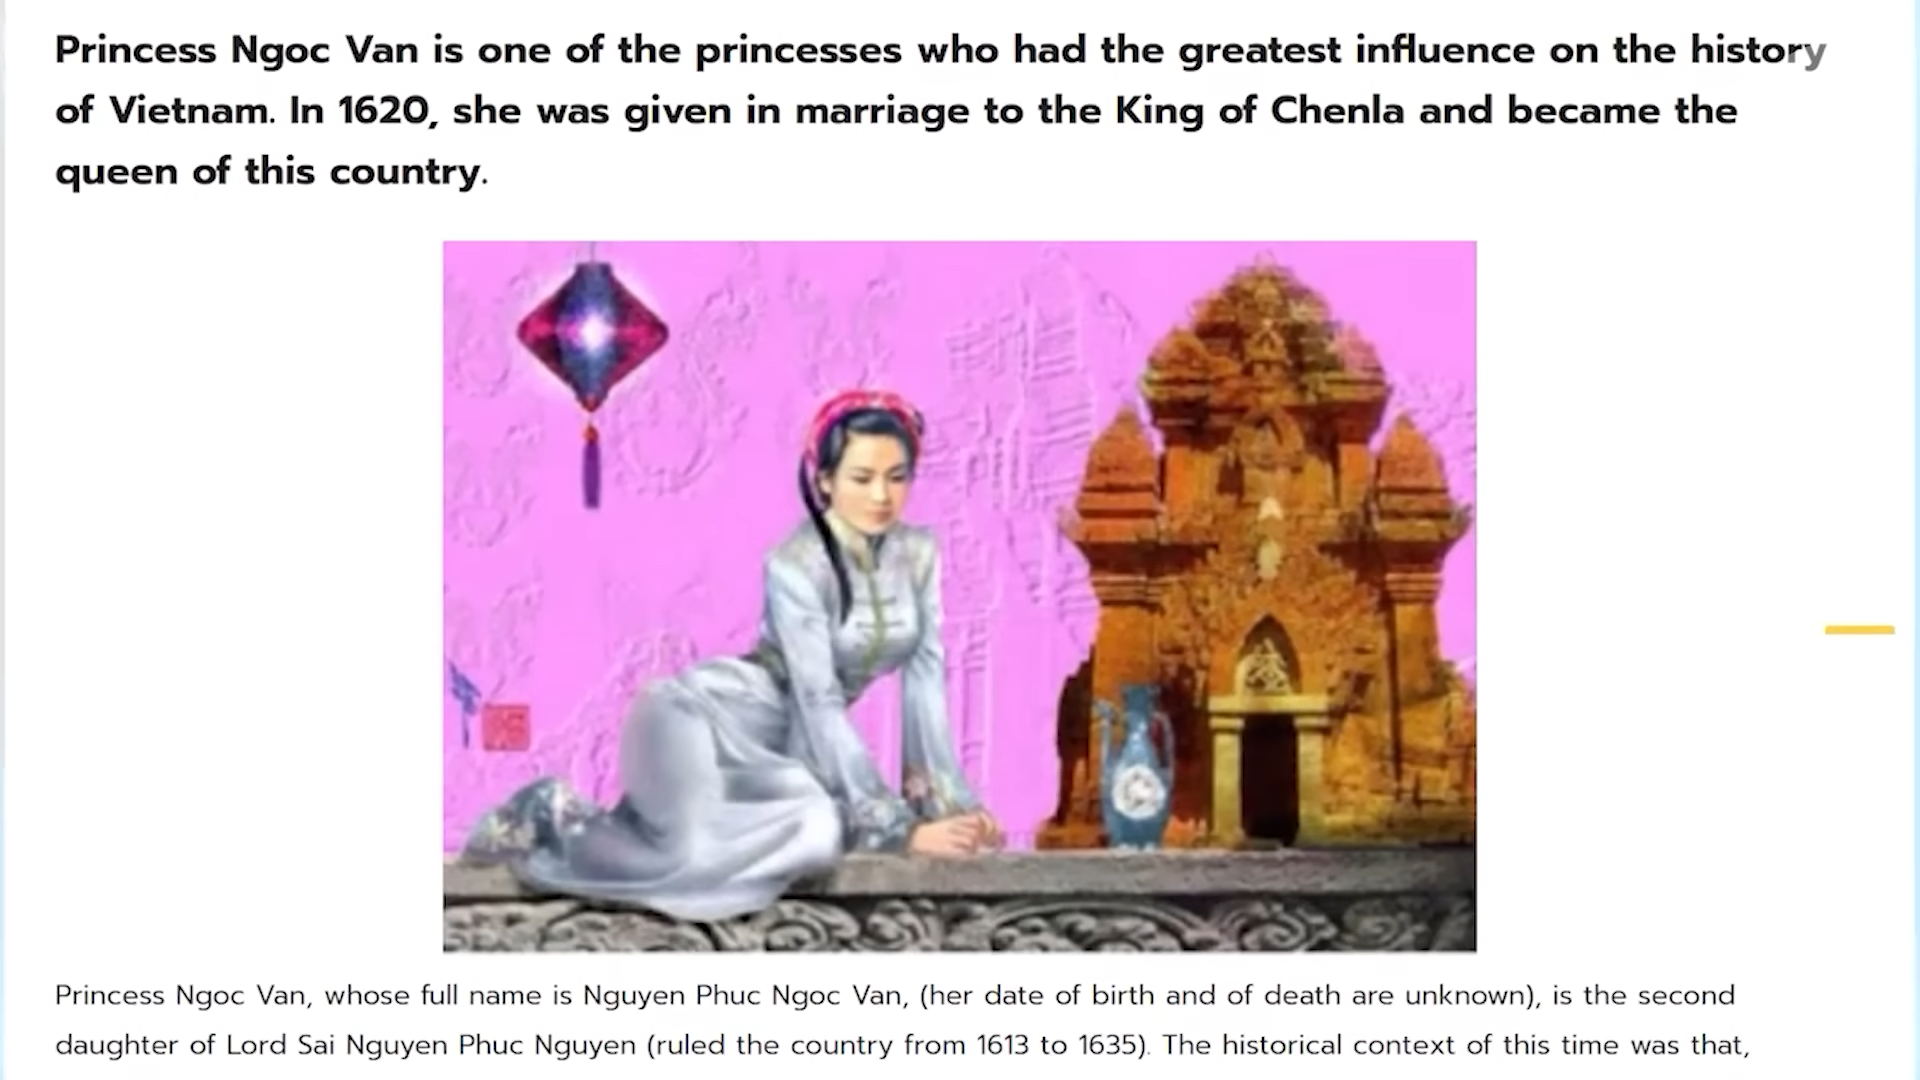 Princess Ngoc Van is one of the princesses who had the greatest influence on the history
of Vietnam. In 1620, she was given in marriage to the King of Chenla and became the
queen of this country.
Princess Ngoc Van, whose full name is Nguyen Phuc Ngoc Van, (her date of birth and of death are unknown), is the second
daughter of Lord Sai Nguyen Phuc Nguyen (ruled the country from 1613 to 1635). The historical context of this time was that,